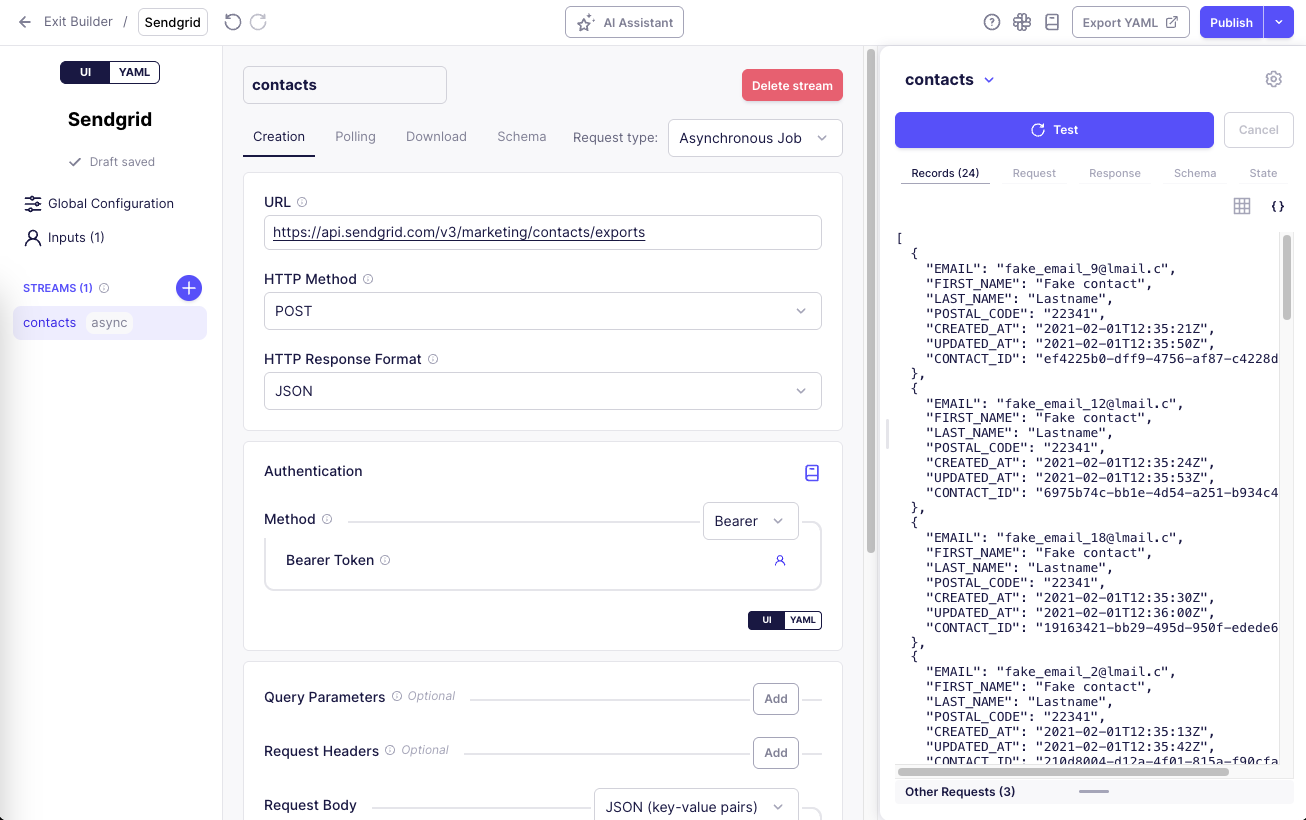 Exit Builder / Sendgrid
AI Assistant
Export YAML
Publish
UI YAML
Sendgrid
Draft saved
Global Configuration
Inputs (1)
STREAMS (1)
contacts async
contacts
Delete stream
Creation Polling Download Schema Request type: Asynchronous Job
URL
https://api.sendgrid.com/v3/marketing/contacts/exports
HTTP Method
POST
HTTP Response Format
JSON
Authentication
Method Bearer
Bearer Token
UI YAML
Query Parameters Optional Add
Request Headers Optional Add
Request Body JSON (key-value pairs)
contacts
Test Cancel
Records (24) Request Response Schema State
{}
[
{
"EMAIL": "fake_email_9@lmail.c",
"FIRST_NAME": "Fake contact",
"LAST_NAME": "Lastname",
"POSTAL_CODE": "22341",
"CREATED_AT": "2021-02-01T12:35:21Z",
"UPDATED_AT": "2021-02-01T12:35:50Z",
"CONTACT_ID": "ef4225b0-dff9-4756-af87-c4228d
},
{
"EMAIL": "fake_email_12@lmail.c",
"FIRST_NAME": "Fake contact",
"LAST_NAME": "Lastname",
"POSTAL_CODE": "22341",
"CREATED_AT": "2021-02-01T12:35:24Z",
"UPDATED_AT": "2021-02-01T12:35:53Z",
"CONTACT_ID": "6975b74c-bb1e-4d54-a251-b934c4
},
{
"EMAIL": "fake_email_18@lmail.c",
"FIRST_NAME": "Fake contact",
"LAST_NAME": "Lastname",
"POSTAL_CODE": "22341",
"CREATED_AT": "2021-02-01T12:35:30Z",
"UPDATED_AT": "2021-02-01T12:36:00Z",
"CONTACT_ID": "19163421-bb29-495d-950f-edede6
},
{
"EMAIL": "fake_email_2@lmail.c",
"FIRST_NAME": "Fake contact",
"LAST_NAME": "Lastname",
"POSTAL_CODE": "22341",
"CREATED_AT": "2021-02-01T12:35:13Z",
"UPDATED_AT": "2021-02-01T12:35:42Z",
"CONTACT_ID": "210d8004-d12a-4f01-815a-f90cfa
Other Requests (3)